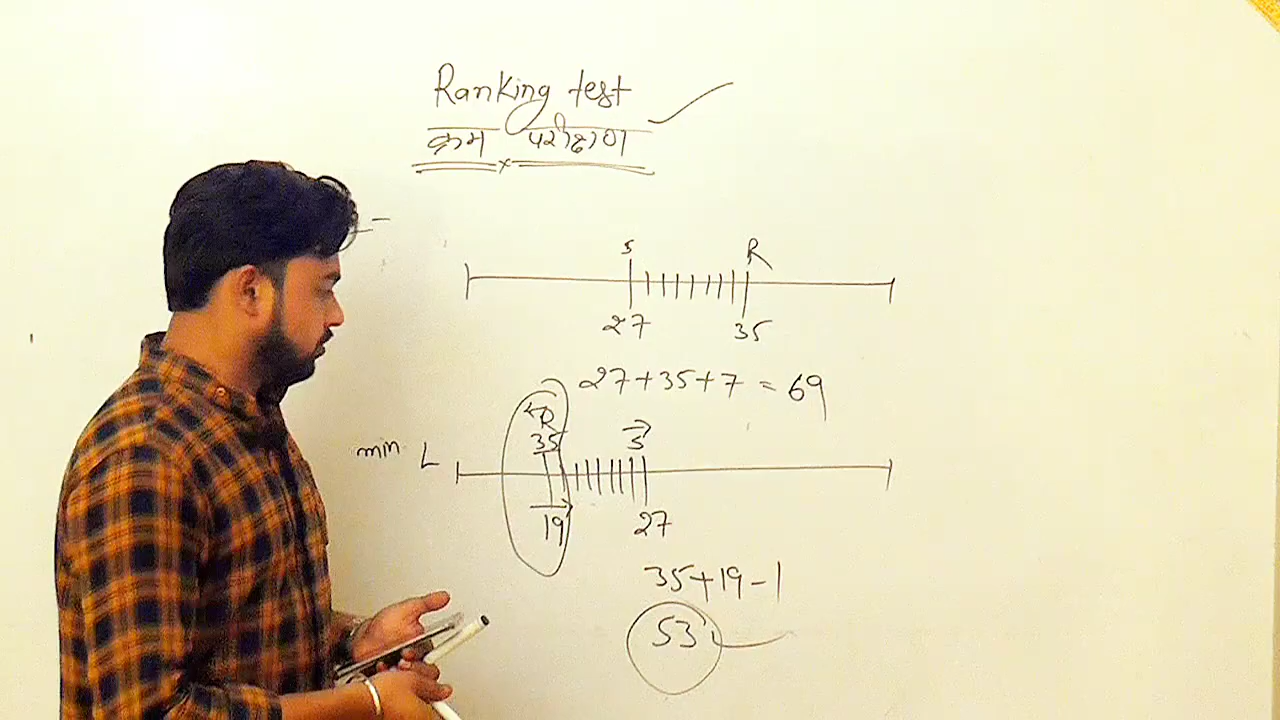 Ranking test
क्रम परीक्षण
S R
27 35
27+35+7 = 69
R
min L 35 S
19 27
35+19-1
53